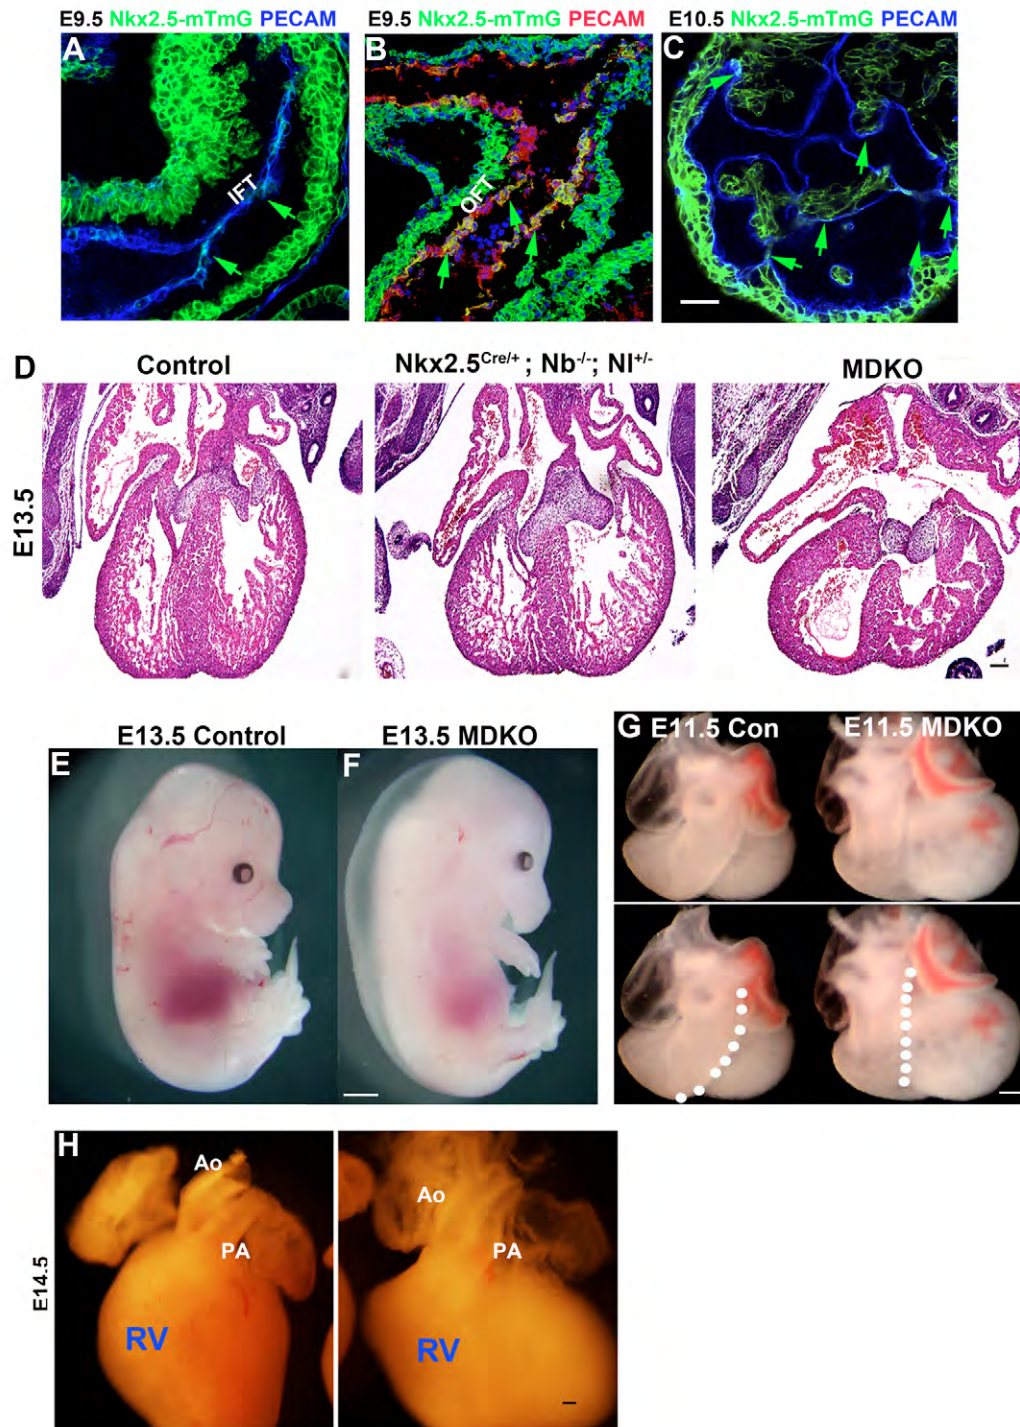 E9.5 Nkx2.5-mTmG PECAM
E9.5 Nkx2.5-mTmG PECAM
E10.5 Nkx2.5-mTmG PECAM
A
IFT
B
OFT
C
D
Control
Nkx2.5Cre/+ ; Nb-/-; Nl+/-
MDKO
E13.5
E13.5 Control
E13.5 MDKO
E
F
G
E11.5 Con
E11.5 MDKO
H
Ao
PA
RV
Ao
PA
RV
E14.5